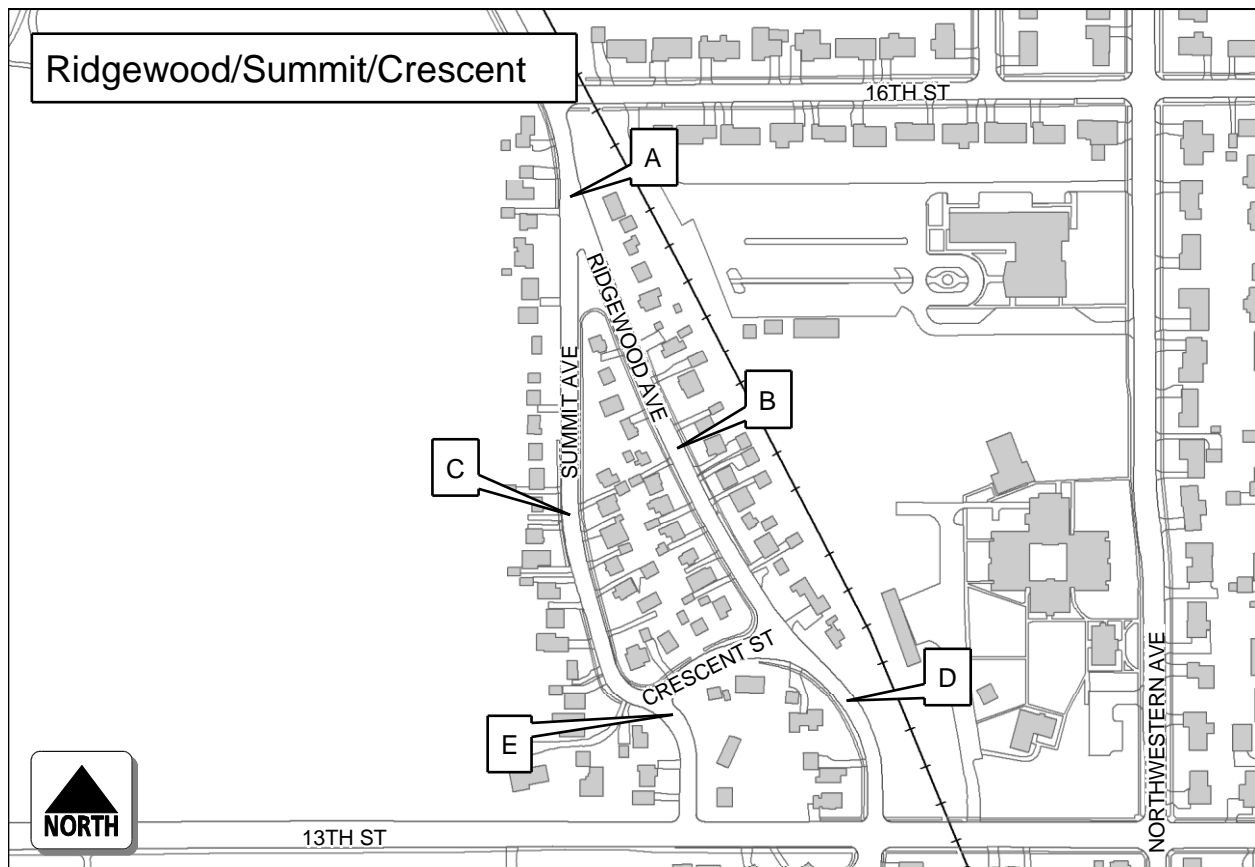 Ridgewood/Summit/Crescent
16TH ST
A
RIDGEWOOD AVE
SUMMIT AVE
B
C
CRESCENT ST
D
E
NORTHWESTERN AVE
NORTH
13TH ST